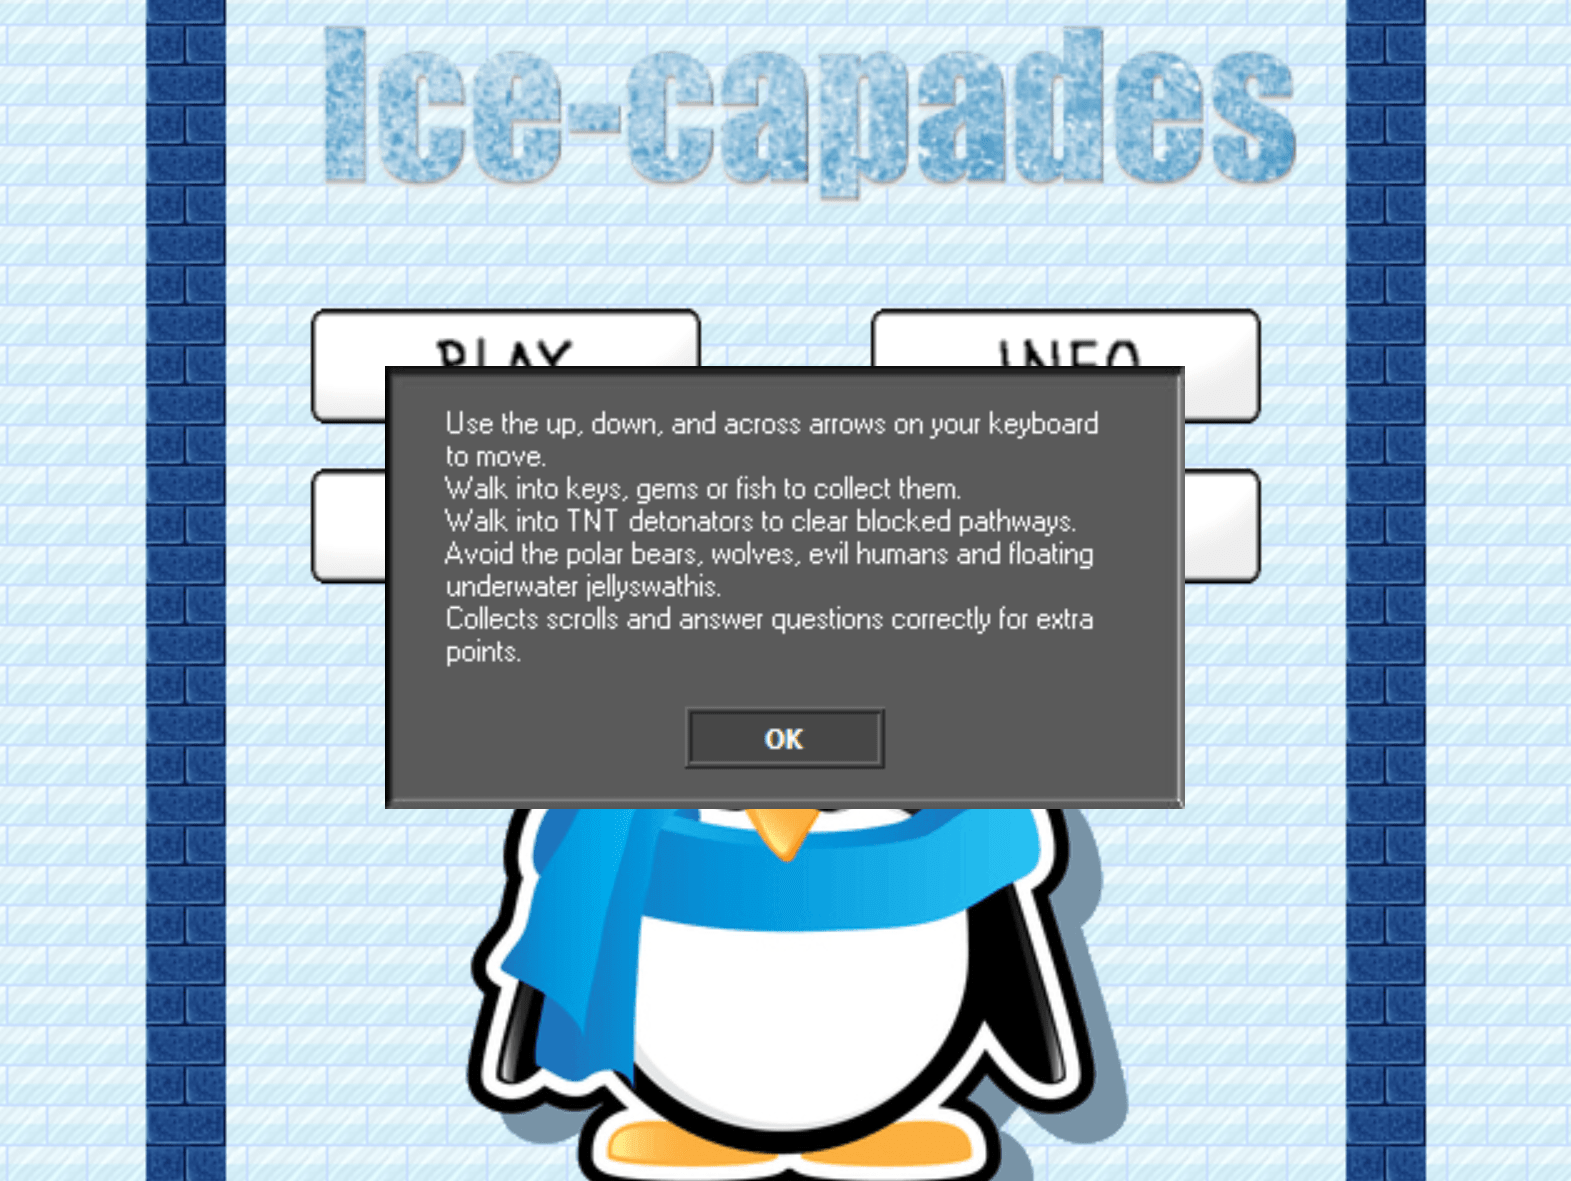 Ice-capades
PLAY
INFO
Use the up, down, and across arrows on your keyboard
to move.
Walk into keys, gems or fish to collect them.
Walk into TNT detonators to clear blocked pathways.
Avoid the polar bears, wolves, evil humans and floating
underwater jellyswathis.
Collects scrolls and answer questions correctly for extra
points.
OK